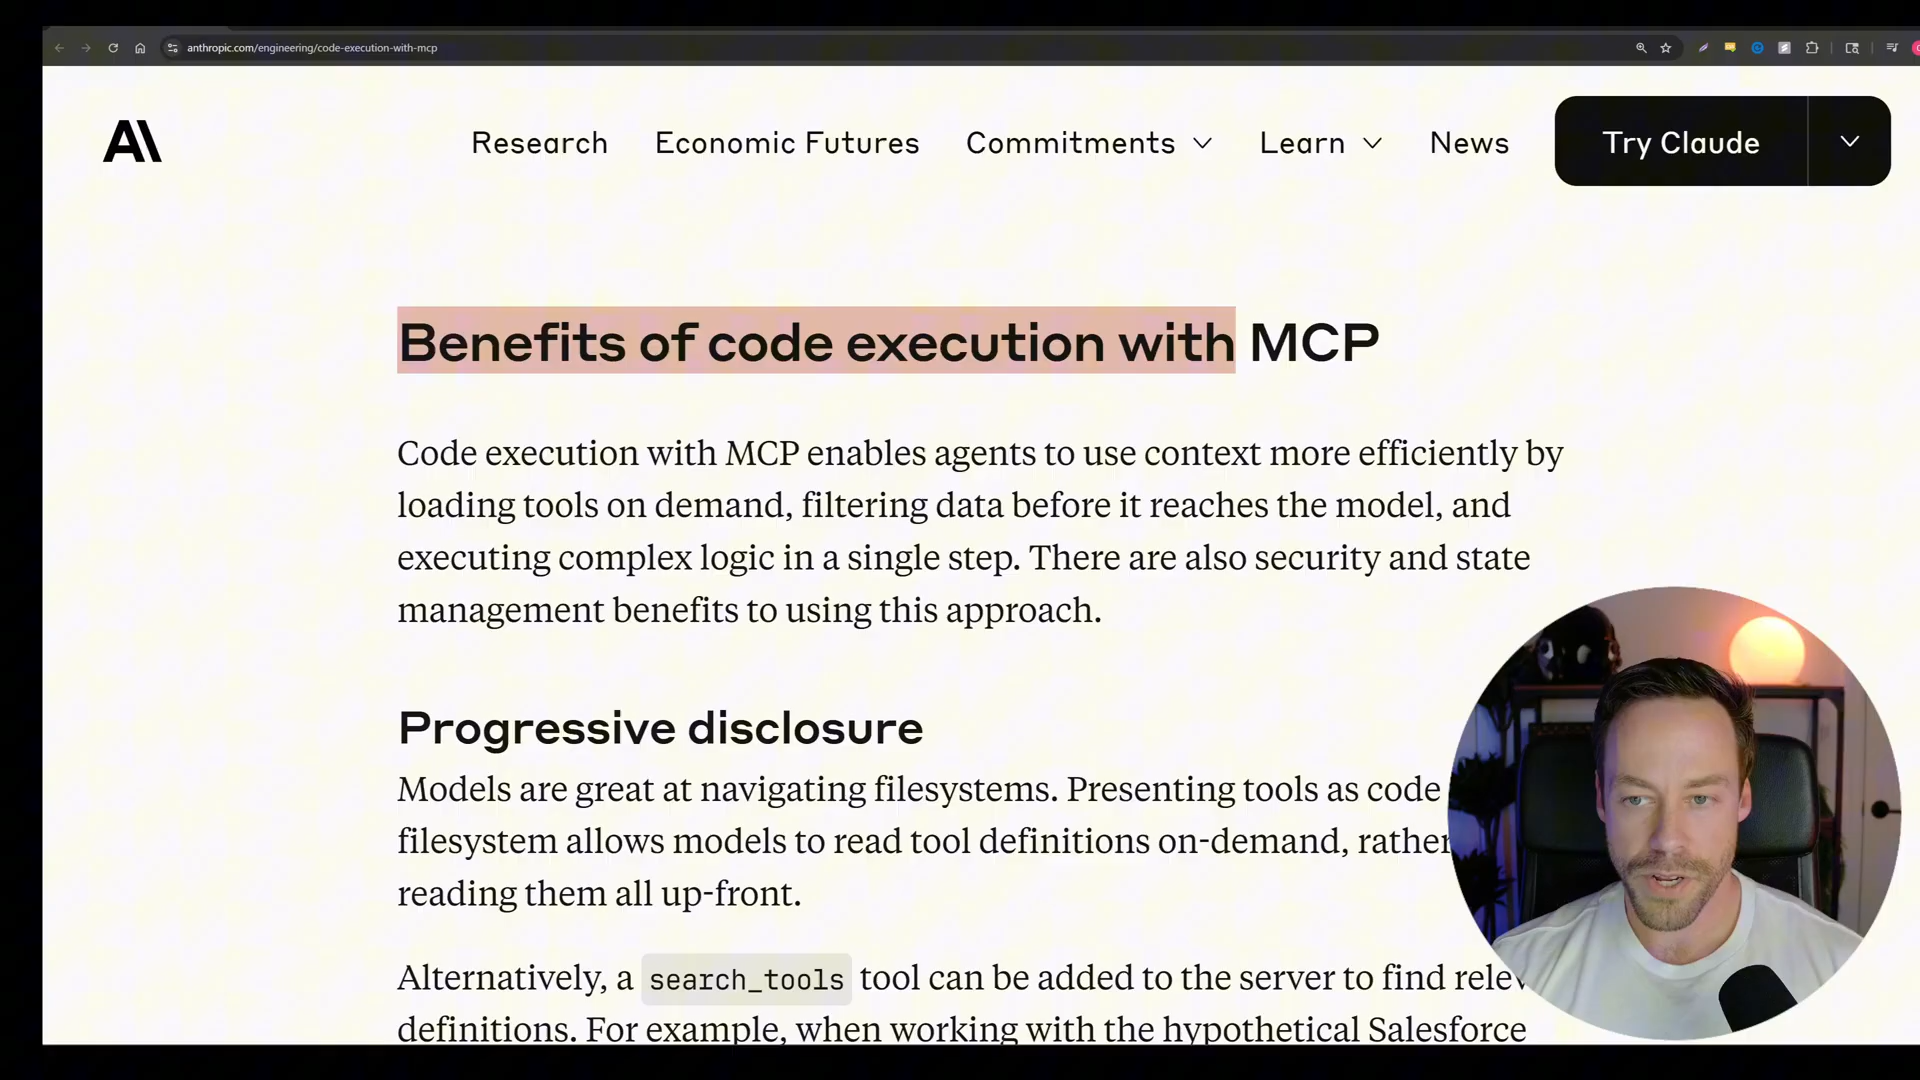 anthropic.com/engineering/code-execution-with-mcp
Research Economic Futures Commitments Learn News Try Claude
Benefits of code execution with MCP
Code execution with MCP enables agents to use context more efficiently by
loading tools on demand, filtering data before it reaches the model, and
executing complex logic in a single step. There are also security and state
management benefits to using this approach.
Progressive disclosure
Models are great at navigating filesystems. Presenting tools as code
filesystem allows models to read tool definitions on-demand, rather
reading them all up-front.
Alternatively, a search_tools tool can be added to the server to find
definitions. For example, when working with the hypothetical Salesforce